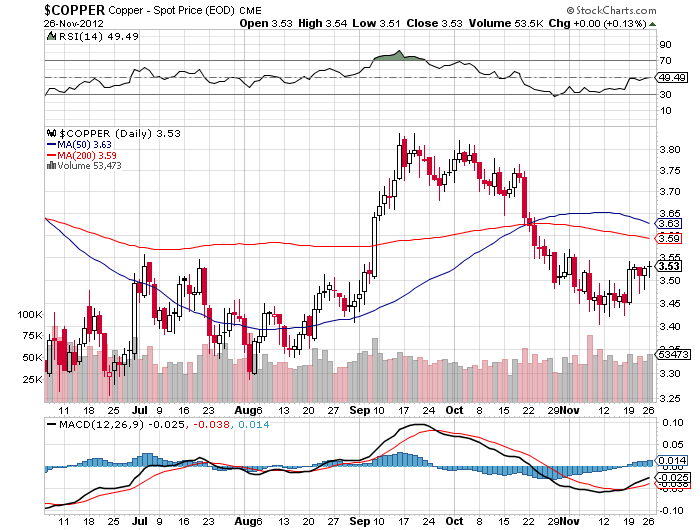 $COPPER Copper - Spot Price (EOD) CME © StockCharts.com
26-Nov-2012 Open 3.53 High 3.54 Low 3.51 Close 3.53 Volume 53.5K Chg +0.00 (+0.13%)
RSI(14) 49.49
90
70
49.49
30
10
$COPPER (Daily) 3.53
MA(50) 3.63
MA(200) 3.59
Volume 53,473
3.80
3.75
3.70
3.65
3.63
3.59
3.53
3.50
3.45
3.40
3.35
3.30
3.25
100K
75K
50K
25K
53473
11 18 25 Jul 9 16 23 Aug 6 13 20 27 Sep 10 17 24 Oct 8 15 22 29 Nov 12 19 26
MACD(12,26,9) -0.025, -0.038, 0.014
0.10
0.05
0.014
-0.025
-0.038
11 18 25 Jul 9 16 23 Aug 6 13 20 27 Sep 10 17 24 Oct 8 15 22 29 Nov 12 19 26